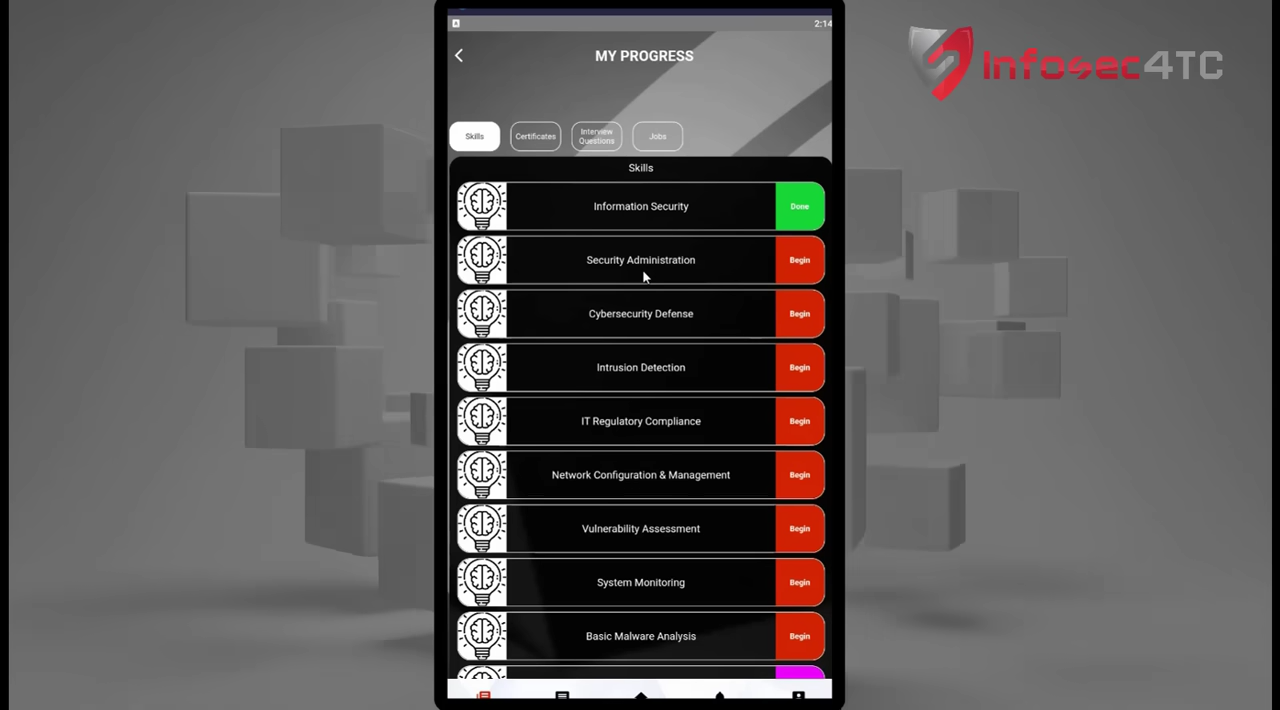 A
2:14
MY PROGRESS
Infosec4TC
Skills
Certificates
Interview
Questions
Jobs
Skills
Information Security
Done
Security Administration
Begin
Cybersecurity Defense
Begin
Intrusion Detection
Begin
IT Regulatory Compliance
Begin
Network Configuration & Management
Begin
Vulnerability Assessment
Begin
System Monitoring
Begin
Basic Malware Analysis
Begin